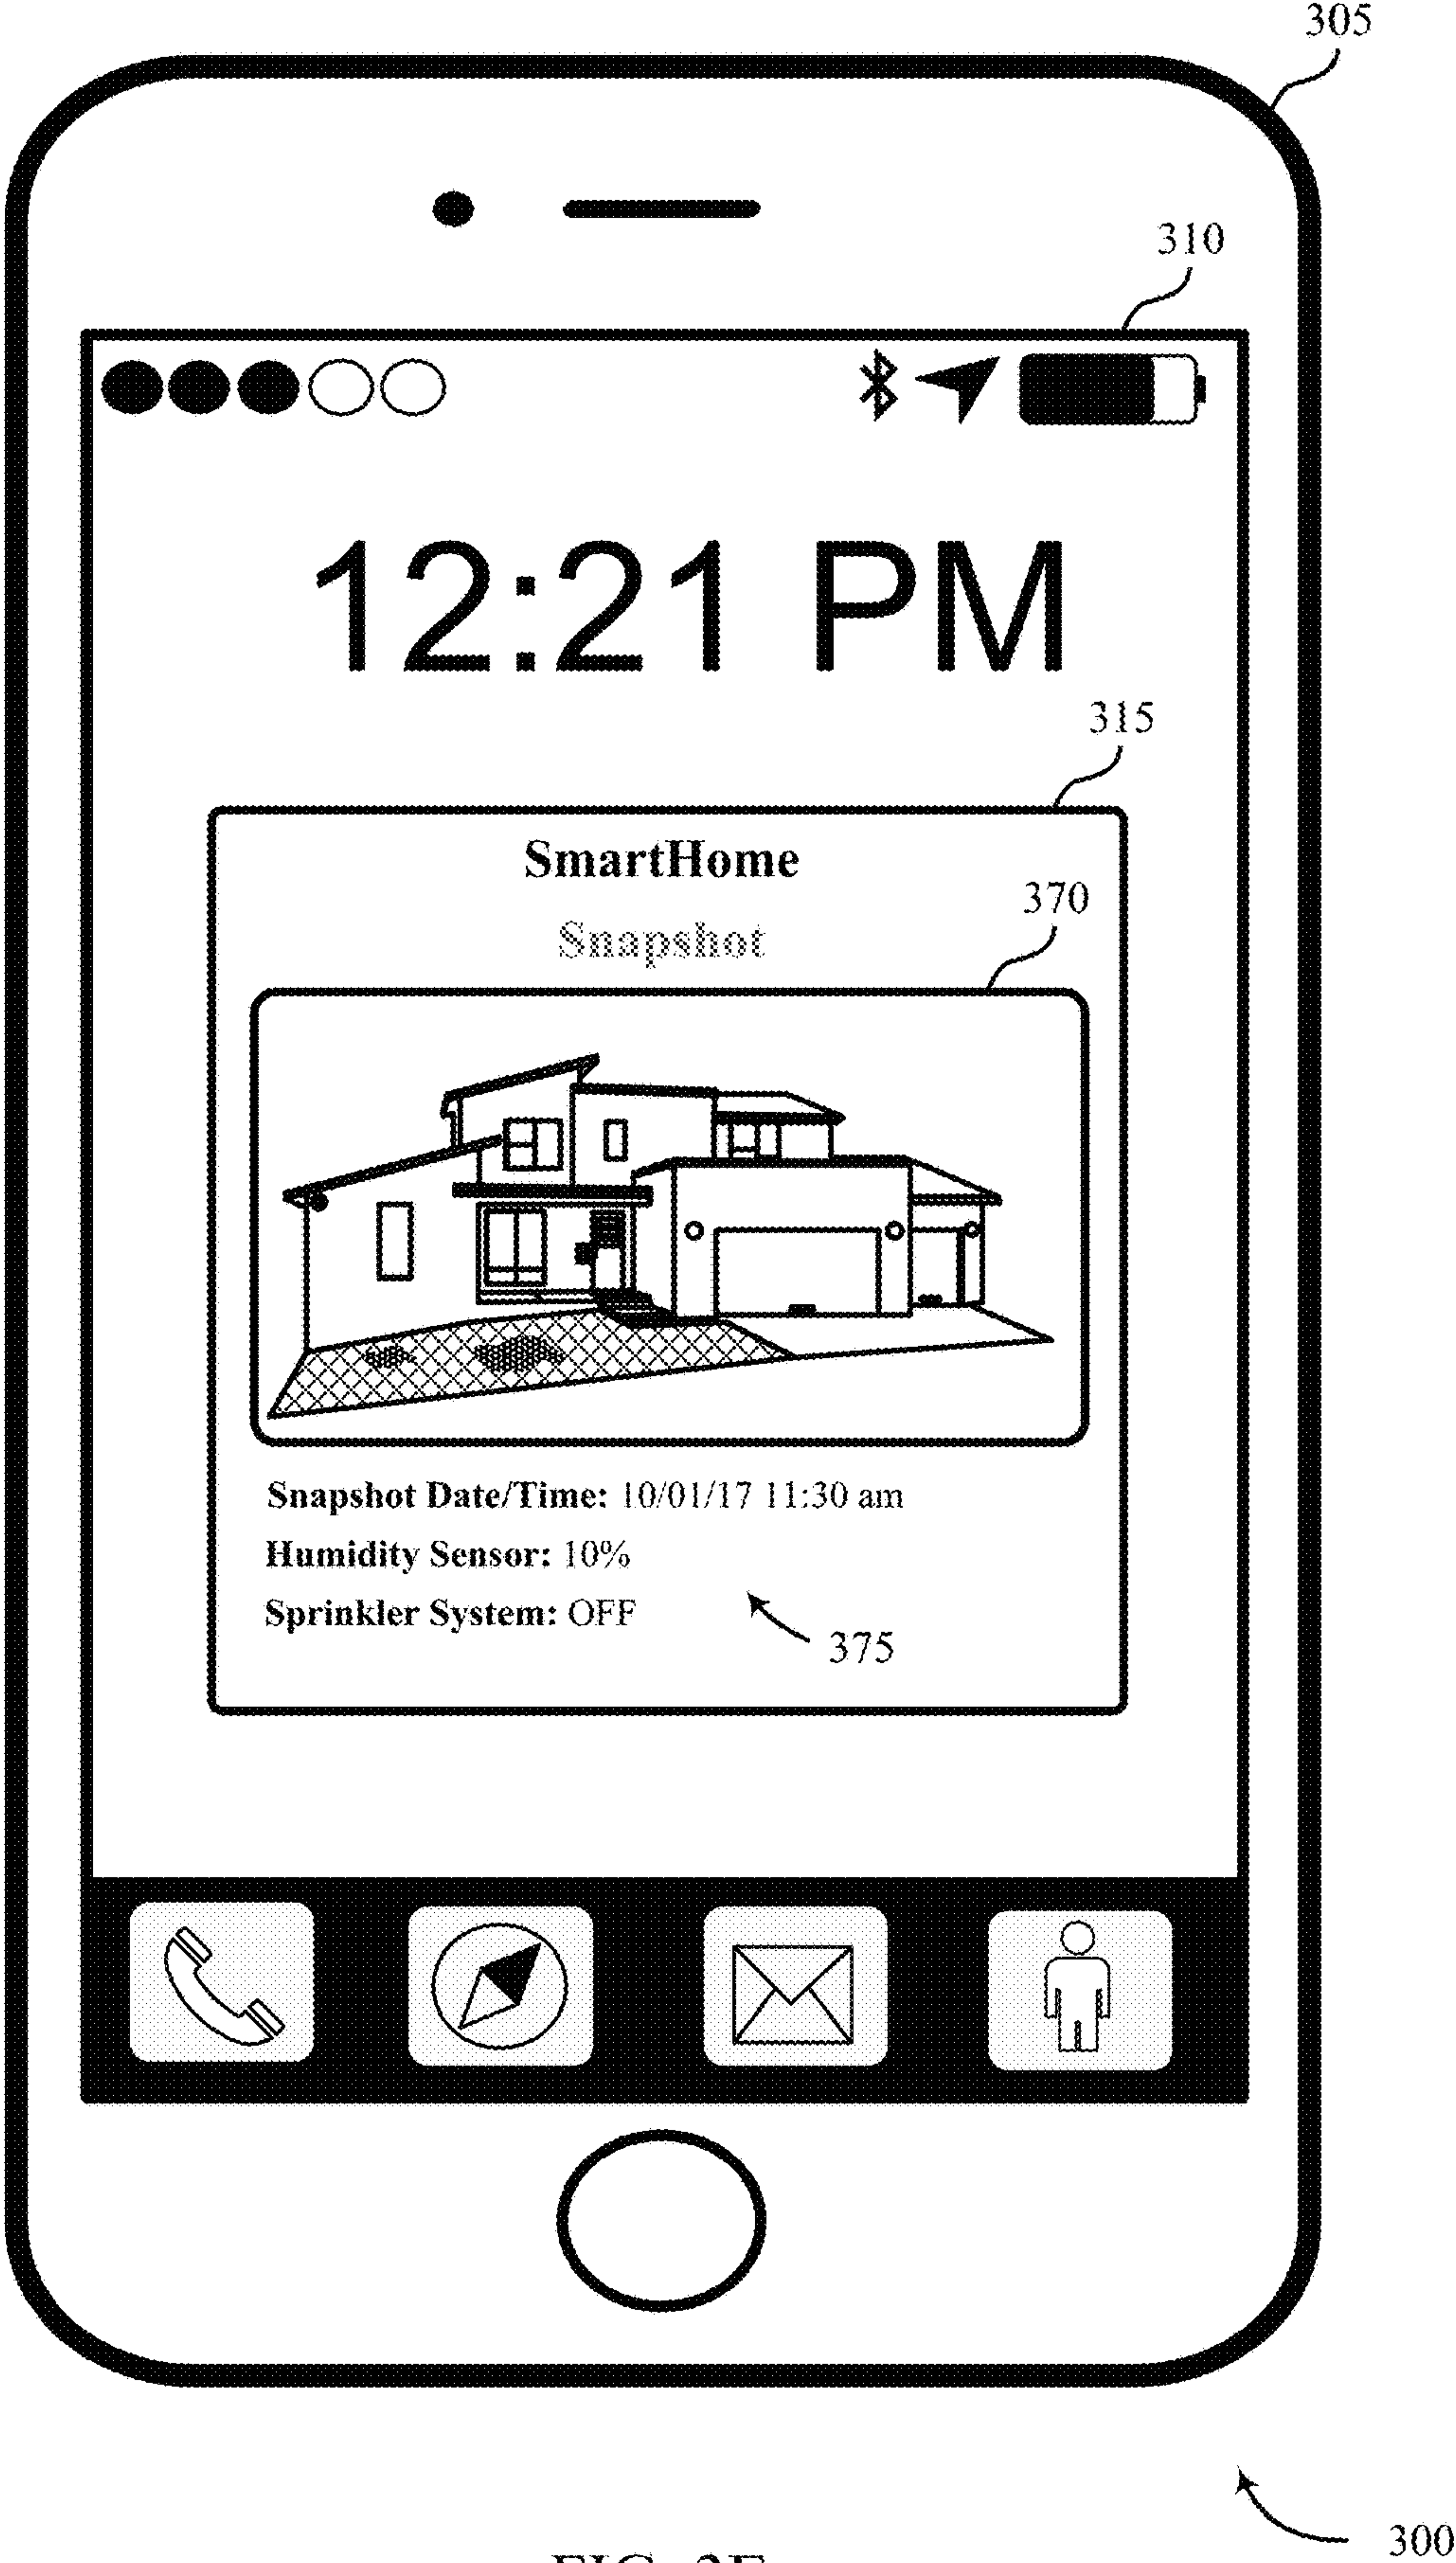 305
310
12:21 PM
315
SmartHome
370
Snapshot
Snapshot Date/Time: 10/01/17 11:30 am
Humidity Sensor: 10%
Sprinkler System: OFF
375
300